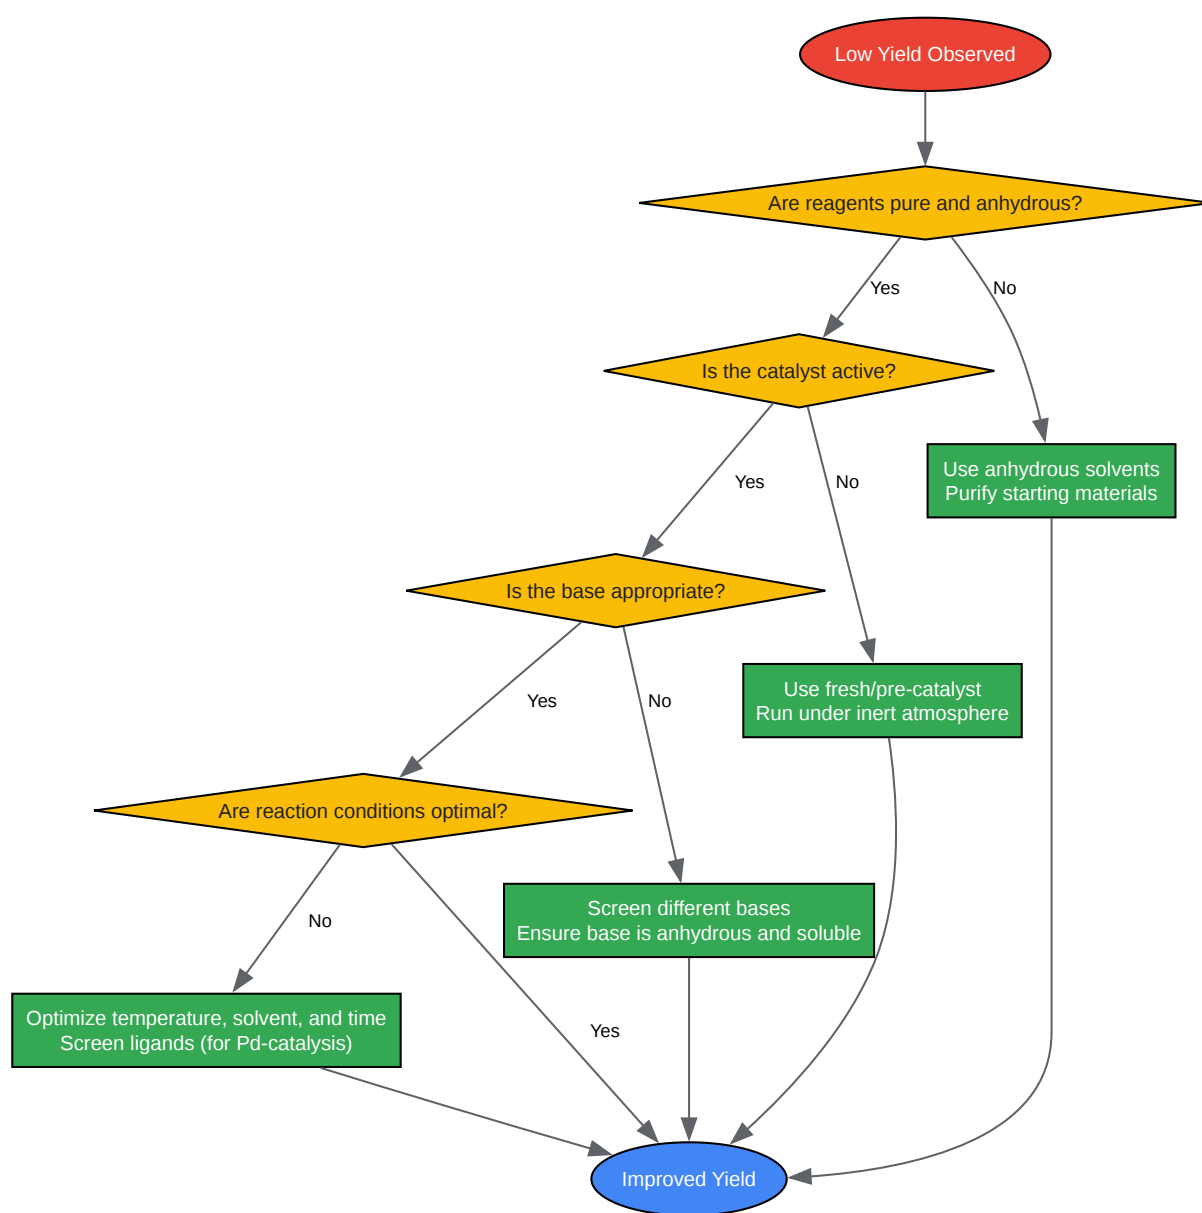 Low Yield Observed
Are reagents pure and anhydrous?
Yes
No
Is the catalyst active?
Use anhydrous solvents
Purify starting materials
Yes
No
Is the base appropriate?
Use fresh/pre-catalyst
Run under inert atmosphere
Yes
No
Are reaction conditions optimal?
Screen different bases
Ensure base is anhydrous and soluble
No
Yes
Optimize temperature, solvent, and time
Screen ligands (for Pd-catalysis)
Improved Yield